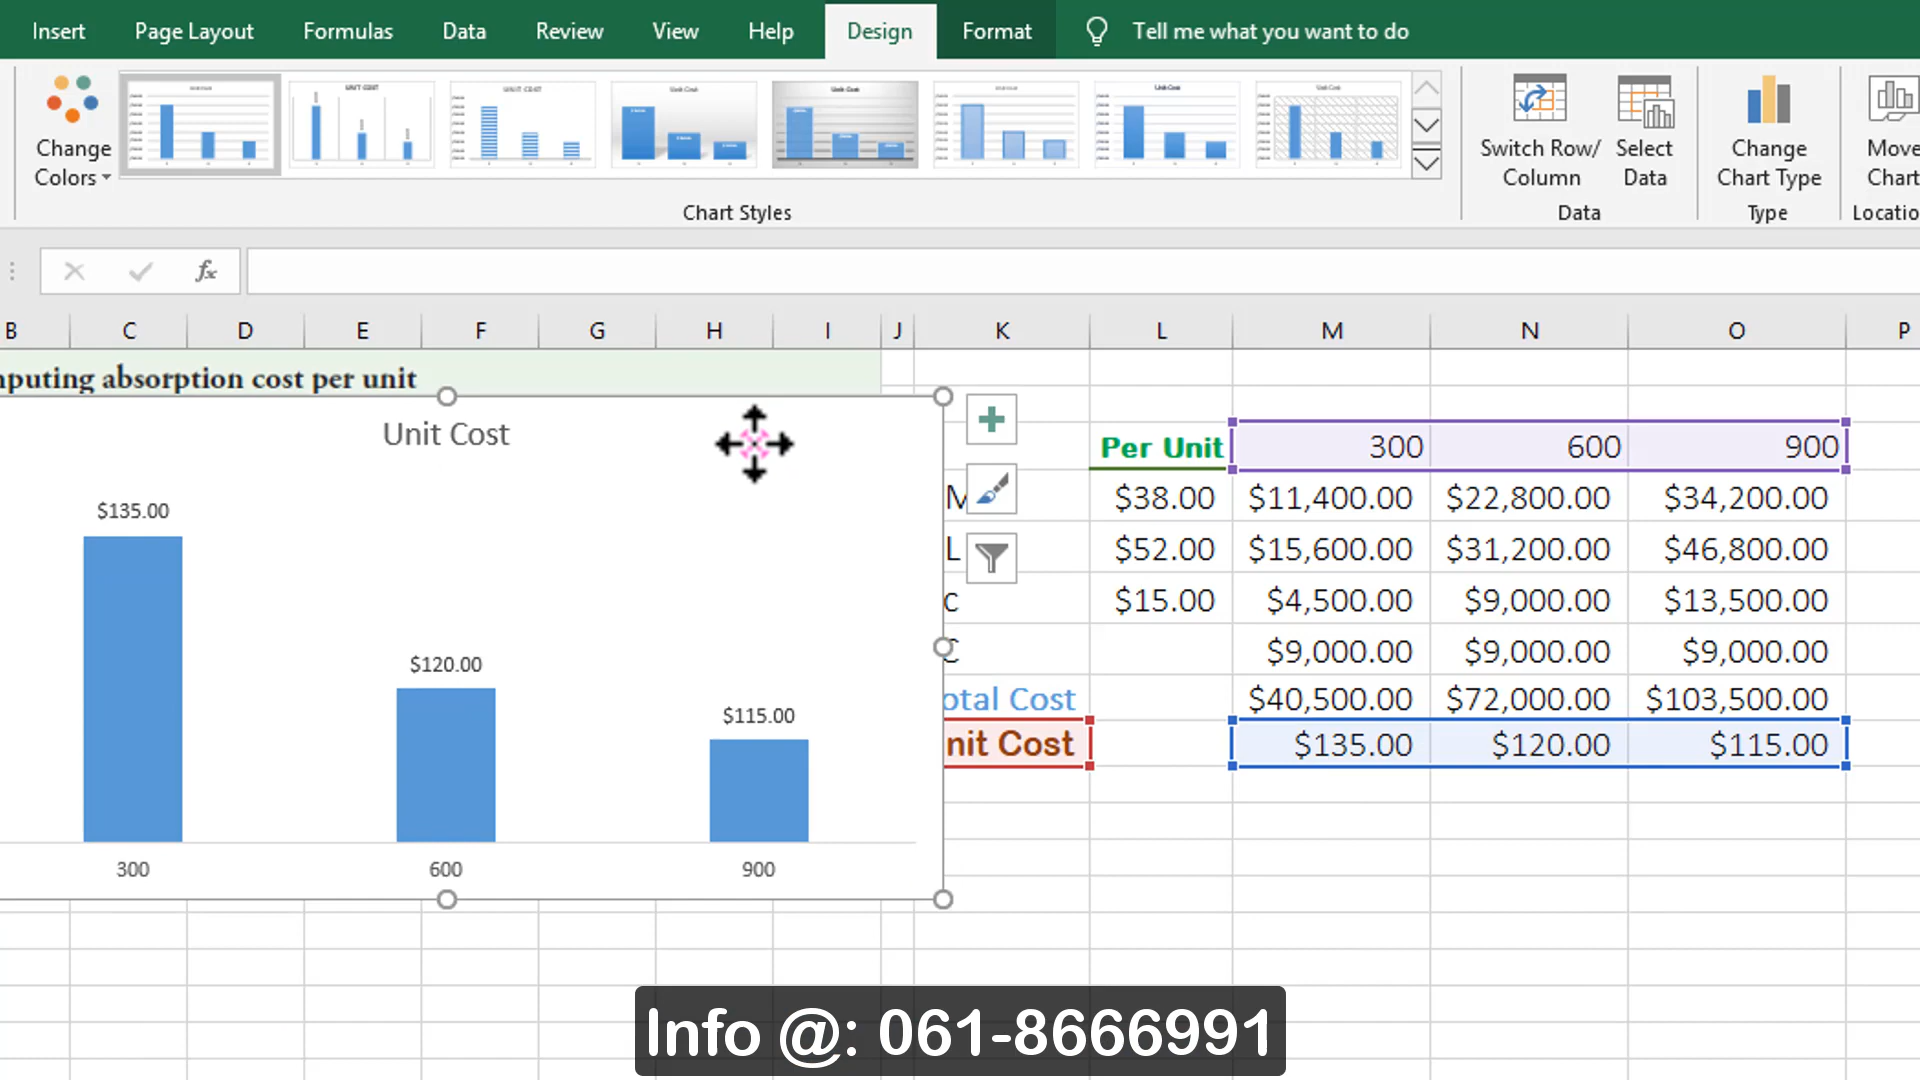 Insert Page Layout Formulas Data Review View Help Design Format Tell me what you want to do
Change
Colors
Chart Styles
Switch Row/
Column
Select
Data
Data
Change
Chart Type
Type
Move
Chart
Locatio
fx
B C D E F G H I J K L M N O P
nputing absorption cost per unit
Unit Cost
$135.00
$120.00
$115.00
300 600 900
Per Unit 300 600 900
M $38.00 $11,400.00 $22,800.00 $34,200.00
L $52.00 $15,600.00 $31,200.00 $46,800.00
c $15.00 $4,500.00 $9,000.00 $13,500.00
C $9,000.00 $9,000.00 $9,000.00
otal Cost $40,500.00 $72,000.00 $103,500.00
nit Cost $135.00 $120.00 $115.00
Info @: 061-8666991